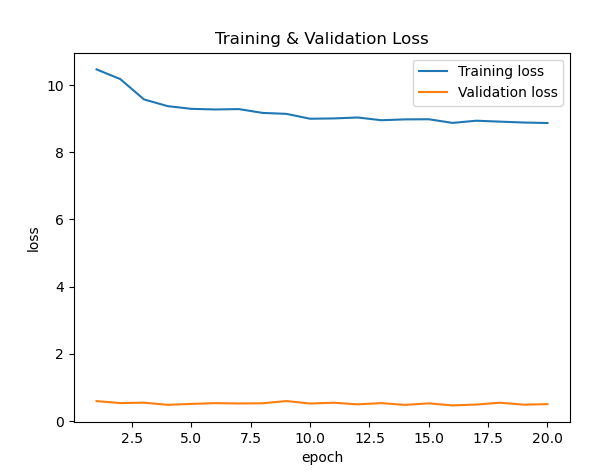 Training & Validation Loss
Training loss
Validation loss
10
8
6
4
2
0
loss
2.5 5.0 7.5 10.0 12.5 15.0 17.5 20.0
epoch